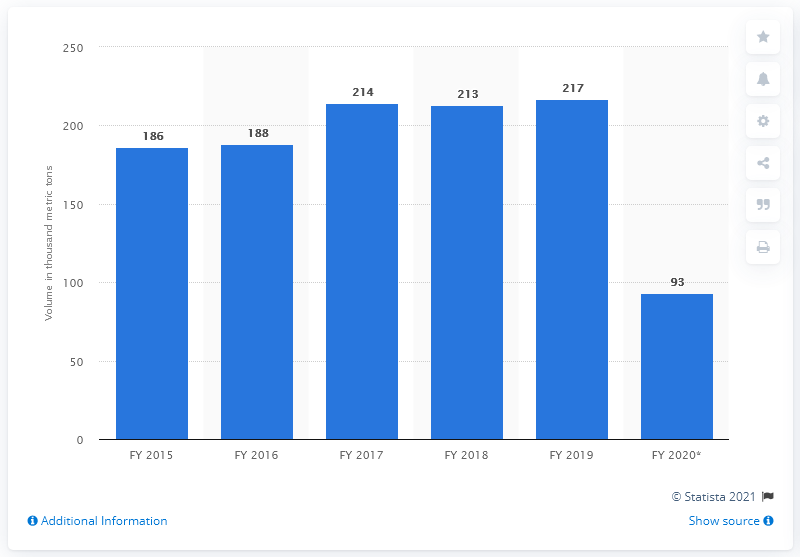 250
200
150
100
50
0
Volume in thousand metric tons
186
188
214
213
217
93
FY 2015
FY 2016
FY 2017
FY 2018
FY 2019
FY 2020*
© Statista 2021
Additional Information
Show source